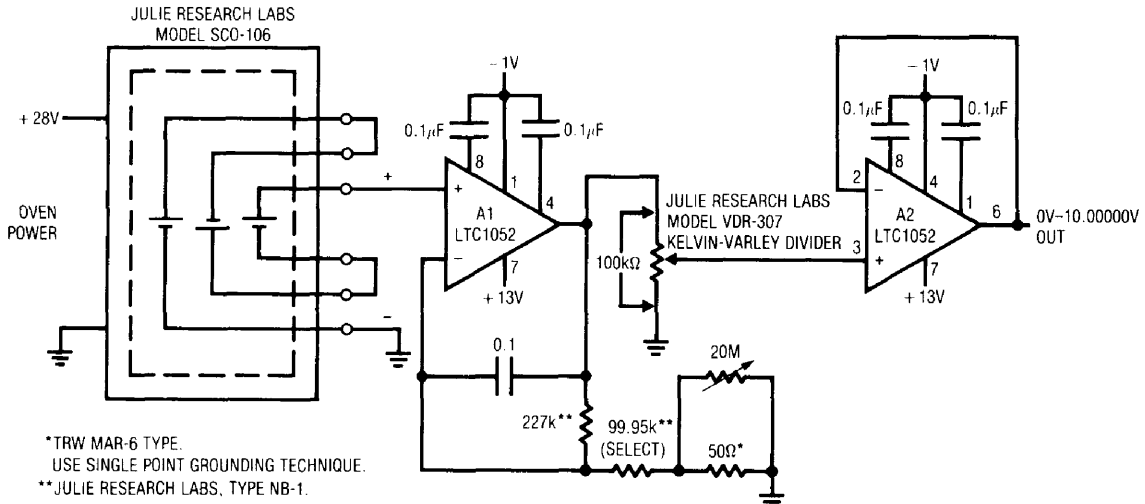 JULIE RESEARCH LABS
MODEL SCO-106
+ 28V
OVEN
POWER
+
-
- 1V
0.1µF
0.1µF
8
1
4
+
A1
LTC1052
-
7
+ 13V
0.1
227k**
99.95k**
(SELECT)
20M
50Ω*
100kΩ
JULIE RESEARCH LABS
MODEL VDR-307
KELVIN-VARLEY DIVIDER
- 1V
0.1µF
0.1µF
8
4
1
2
-
A2
LTC1052
3
+
6
7
+ 13V
0V–10.00000V
OUT
*TRW MAR-6 TYPE.
USE SINGLE POINT GROUNDING TECHNIQUE.
**JULIE RESEARCH LABS, TYPE NB-1.